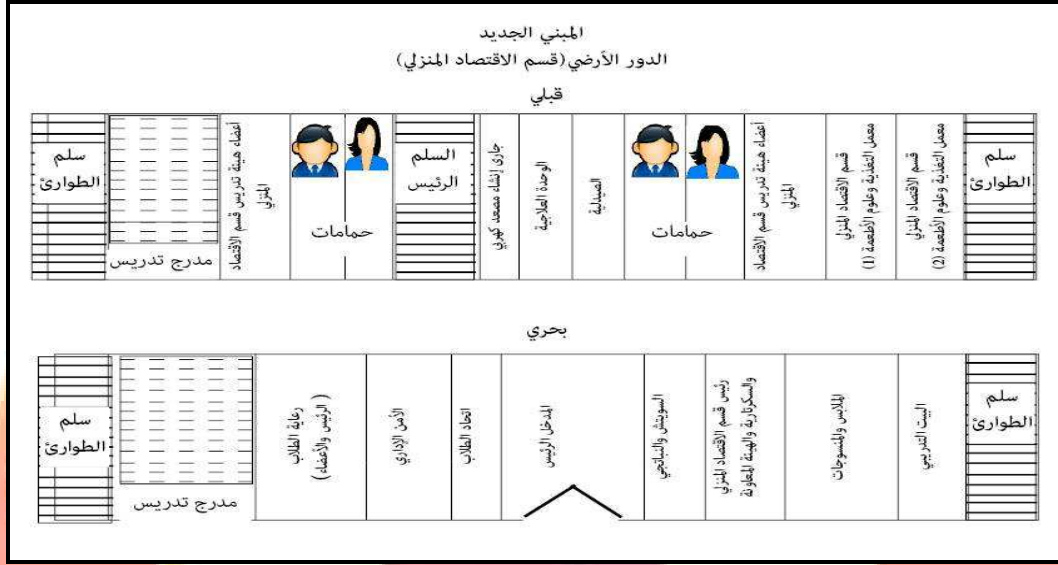 المبني الجديد
الدور الأرضي(قسم الاقتصاد المنزلي)
قبلي
سلم
الطوارئ
معمل التغذية وعلوم الأطعمة (2)
قسم الاقتصاد المنزلي
معمل التغذية وعلوم الأطعمة (1)
قسم الاقتصاد المنزلي
أعضاء هيئة تدريس قسم الاقتصاد
المنزلي
حمامات
الصيدلية
الوحدة العلاجية
جاري إنشاء مصعد كهربي
السلم
الرئيس
حمامات
أعضاء هيئة تدريس قسم الاقتصاد
المنزلي
مدرج تدريس
سلم
الطوارئ
بحري
سلم
الطوارئ
البيت التدريبي
الملابس والمنسوجات
رئيس قسم الاقتصاد المنزلي
والسكرتارية والهيئة المعاونة
السويتش والنباتجي
المدخل الرئيس
اتحاد الطلاب
الأمن الإداري
رعاية الطلاب
( الرئيس والأعضاء )
مدرج تدريس
سلم
الطوارئ